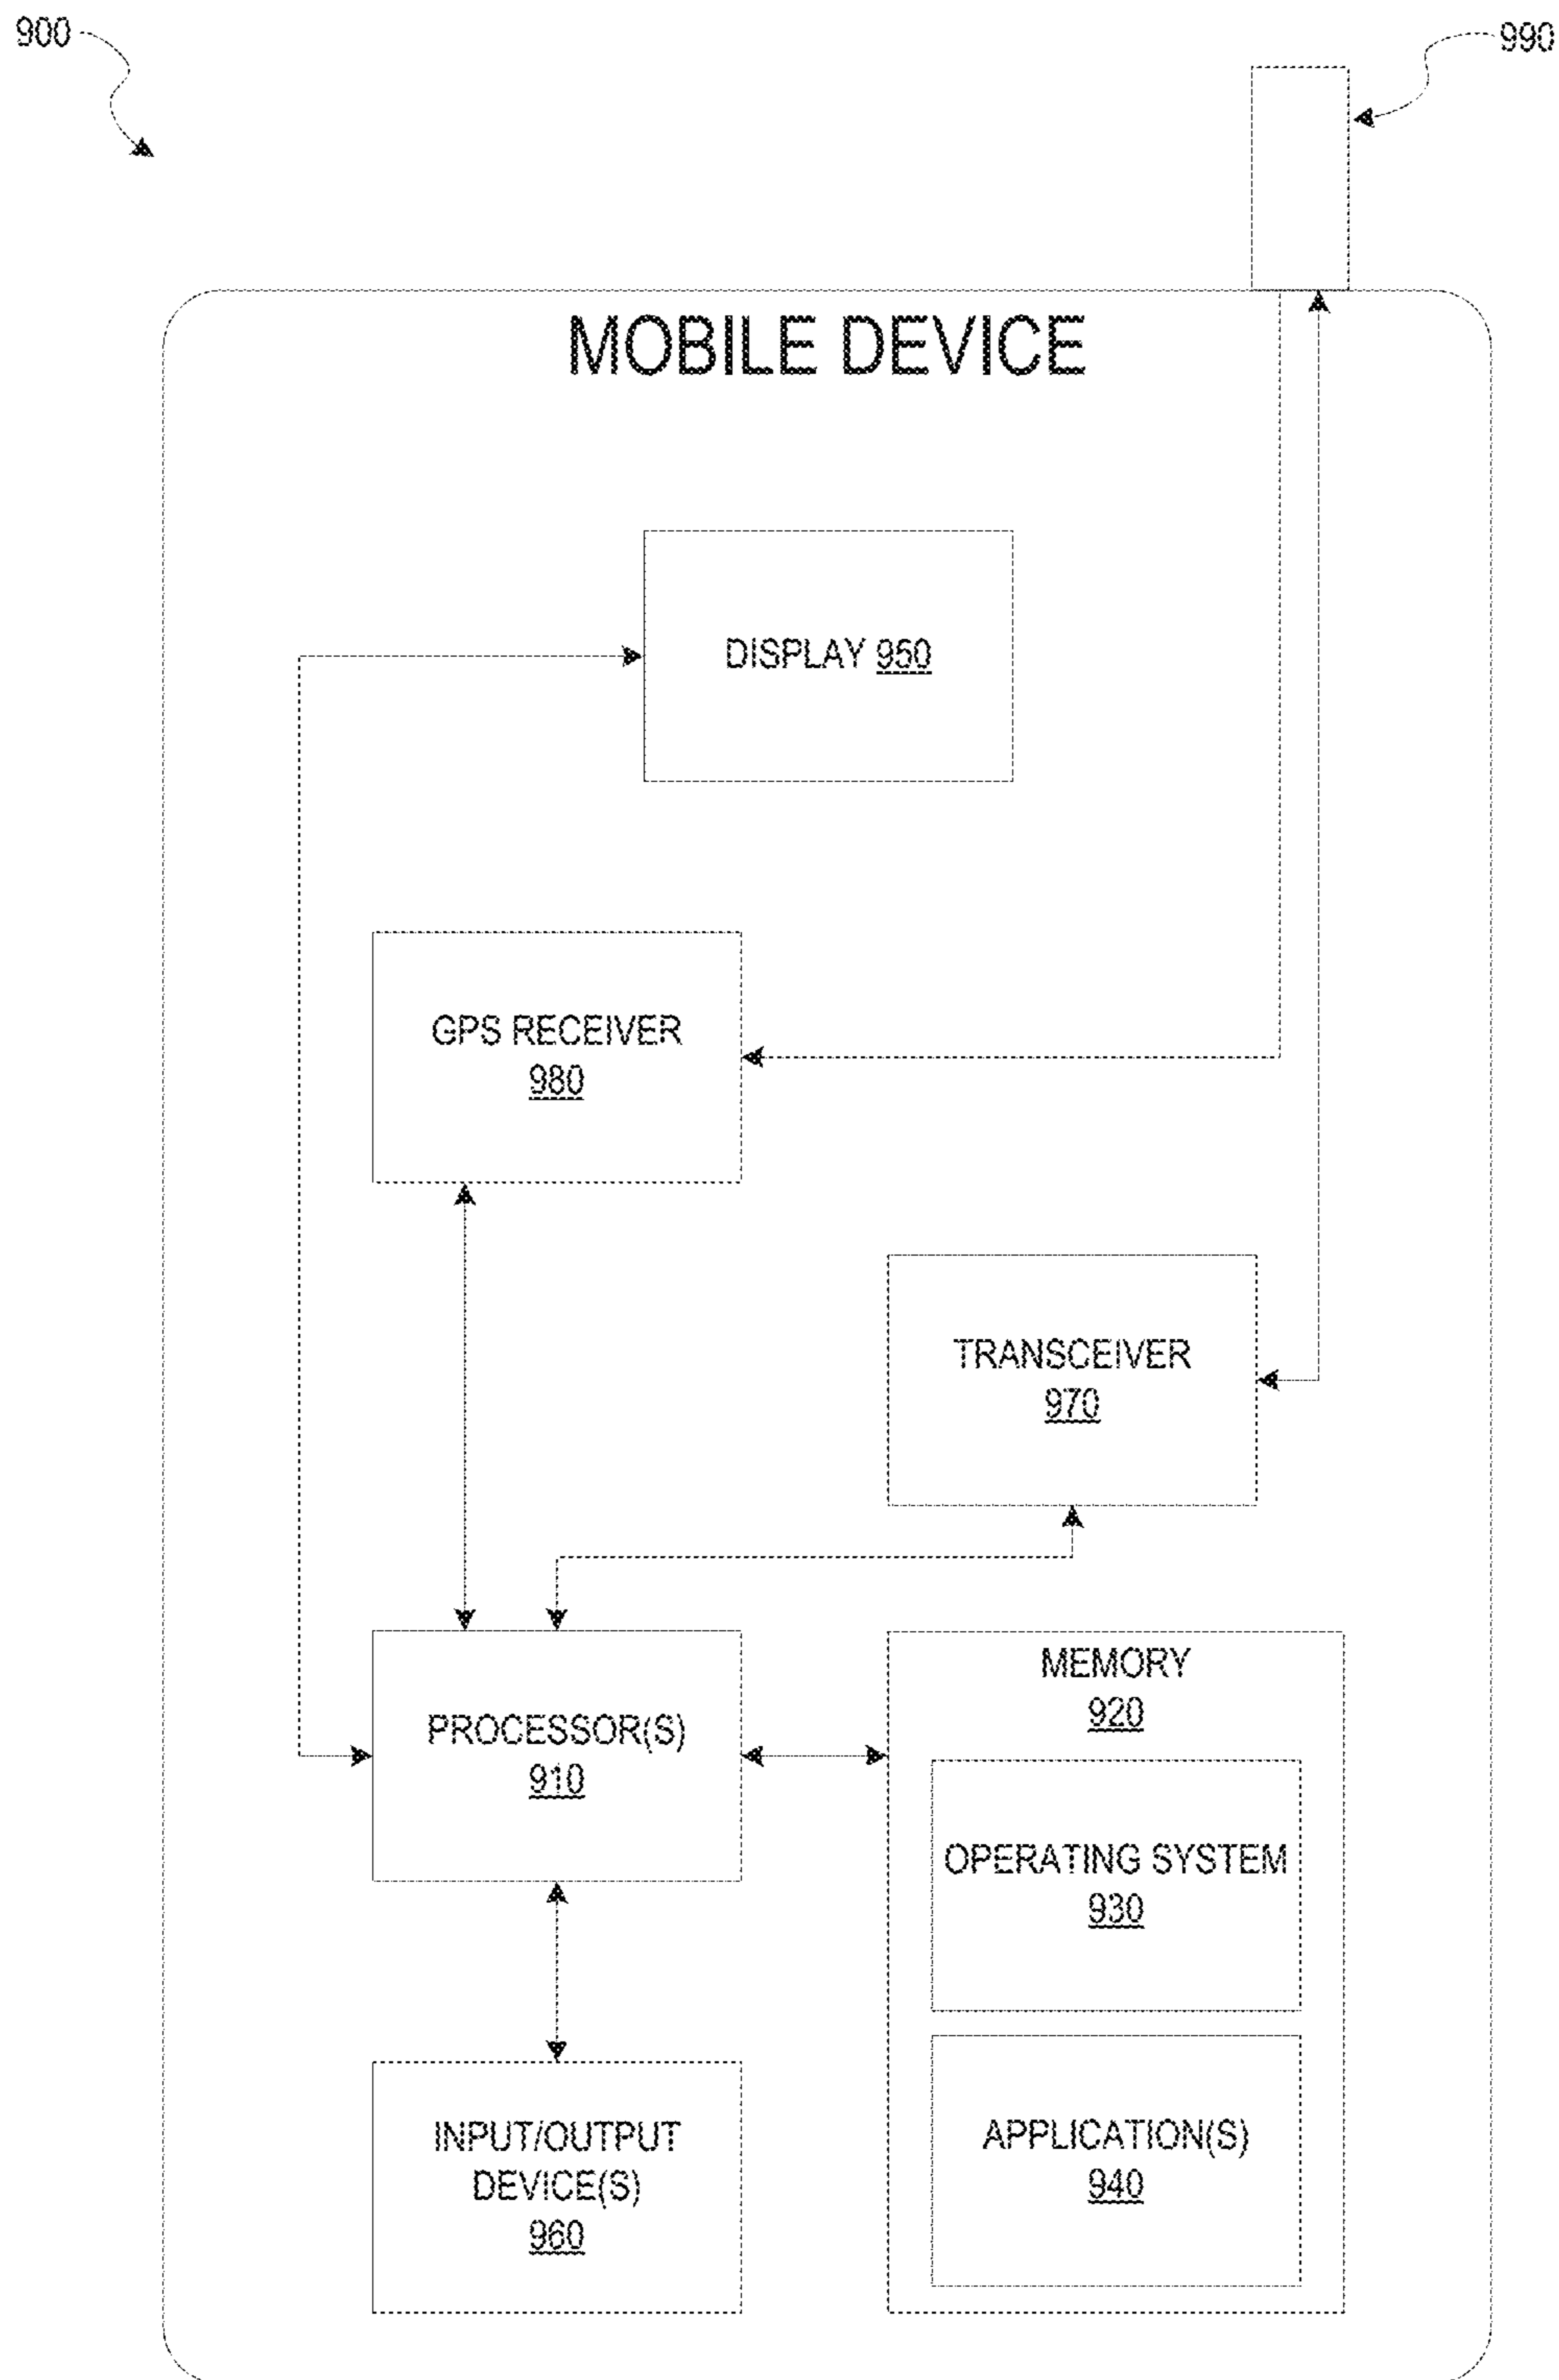 900
990
MOBILE DEVICE
DISPLAY 950
GPS RECEIVER
980
TRANSCEIVER
970
PROCESSOR(S)
910
MEMORY
920
OPERATING SYSTEM
930
INPUT/OUTPUT
DEVICE(S)
960
APPLICATION(S)
940